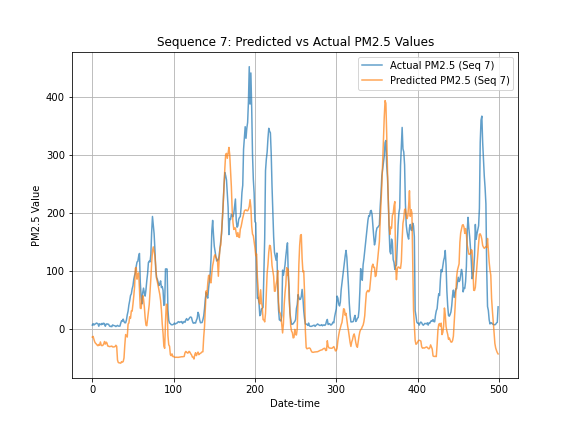 Sequence 7: Predicted vs Actual PM2.5 Values
Actual PM2.5 (Seq 7)
Predicted PM2.5 (Seq 7)
400
300
200
100
0
PM2.5 Value
0 100 200 300 400 500
Date-time